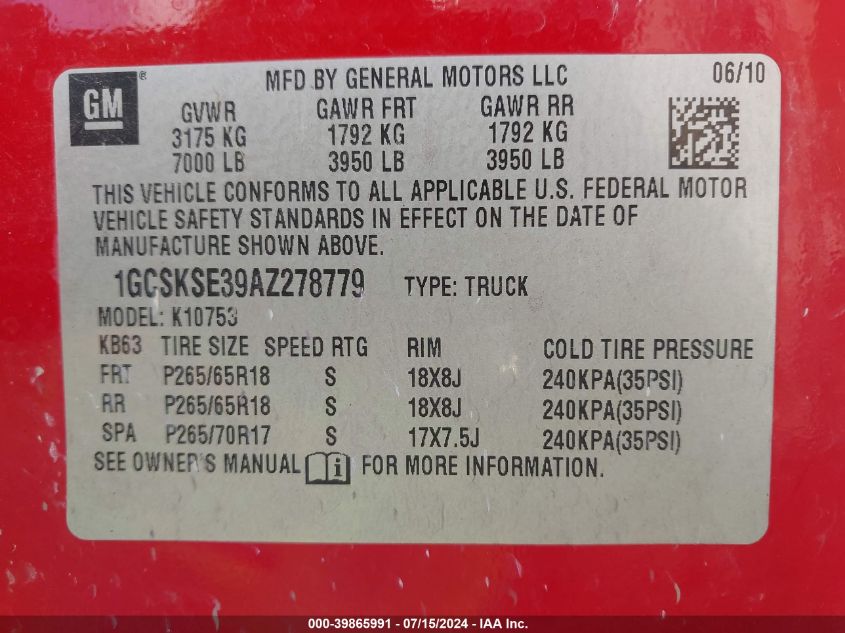 GM ® MFD BY GENERAL MOTORS LLC 06/10
GVWR GAWR FRT GAWR RR
3175 KG 1792 KG 1792 KG
7000 LB 3950 LB 3950 LB
THIS VEHICLE CONFORMS TO ALL APPLICABLE U.S. FEDERAL MOTOR
VEHICLE SAFETY STANDARDS IN EFFECT ON THE DATE OF
MANUFACTURE SHOWN ABOVE.
1GCSKSE39AZ278779 TYPE: TRUCK
MODEL: K10753
KB63 TIRE SIZE SPEED RTG RIM COLD TIRE PRESSURE
FRT P265/65R18 S 18X8J 240KPA(35PSI)
RR P265/65R18 S 18X8J 240KPA(35PSI)
SPA P265/70R17 S 17X7.5J 240KPA(35PSI)
SEE OWNER'S MANUAL FOR MORE INFORMATION.
000-39865991 - 07/15/2024 - IAA Inc.